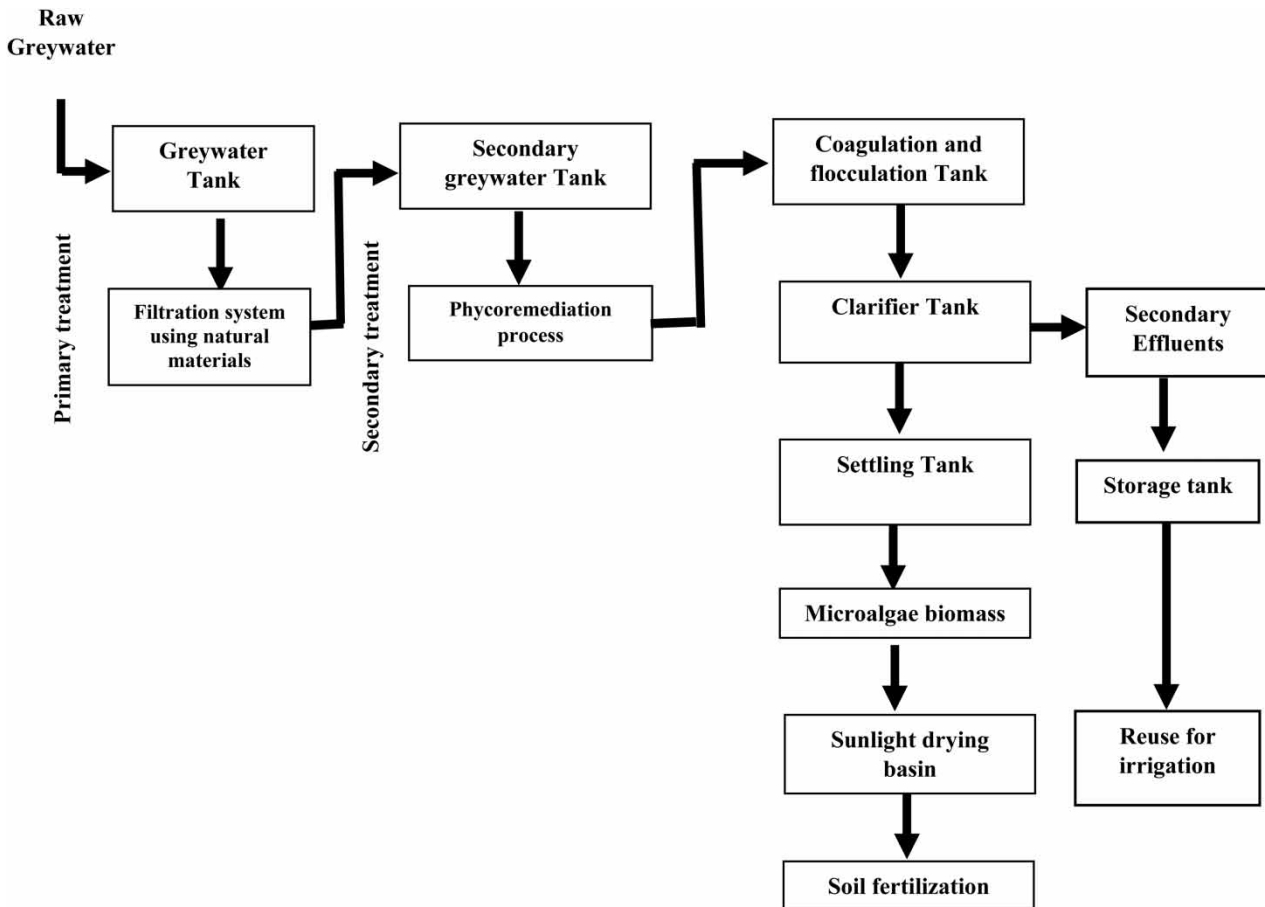 Raw
Greywater
Greywater
Tank
Filtration system
using natural
materials
Primary treatment
Secondary
greywater Tank
Phycoremediation
process
Secondary treatment
Coagulation and
flocculation Tank
Clarifier Tank
Secondary
Effluents
Settling Tank
Storage tank
Microalgae biomass
Sunlight drying
basin
Reuse for
irrigation
Soil fertilization